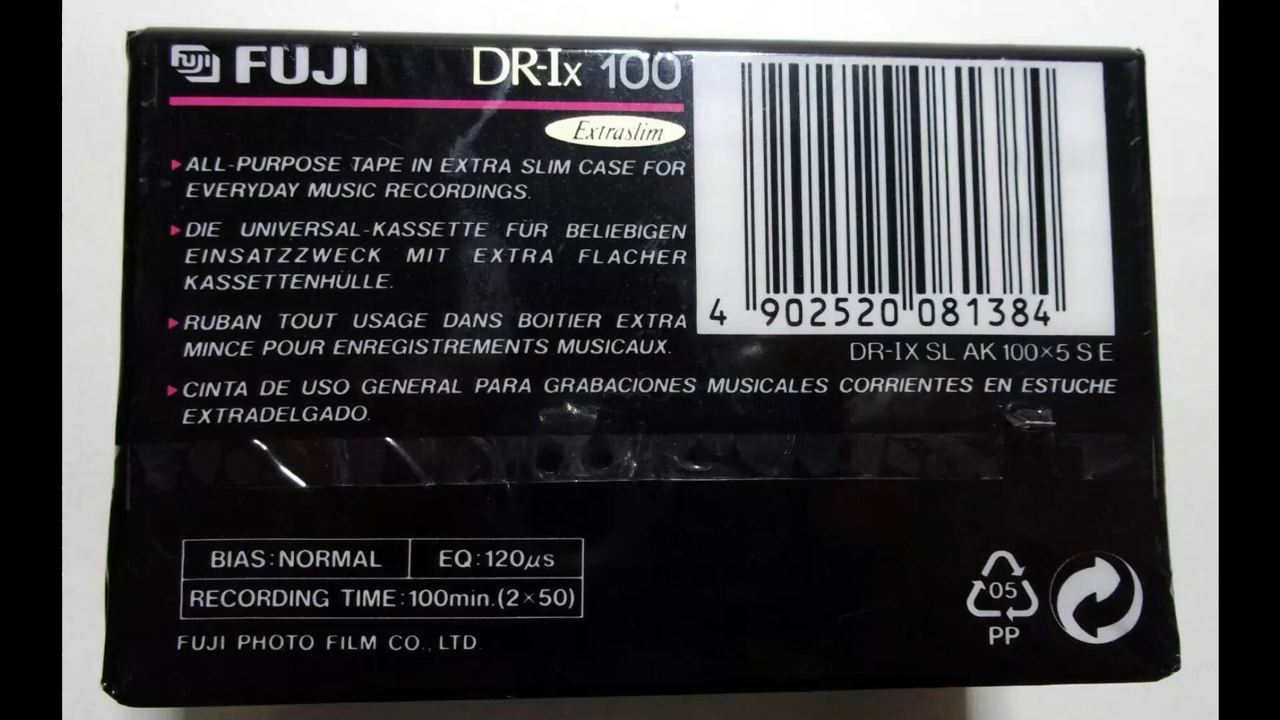 FUJI FUJI DR-Ix 100
Extraslim
ALL-PURPOSE TAPE IN EXTRA SLIM CASE FOR
EVERYDAY MUSIC RECORDINGS.
DIE UNIVERSAL-KASSETTE FÜR BELIEBIGEN
EINSATZZWECK MIT EXTRA FLACHER
KASSETTENHÜLLE.
RUBAN TOUT USAGE DANS BOITIER EXTRA
MINCE POUR ENREGISTREMENTS MUSICAUX.
CINTA DE USO GENERAL PARA GRABACIONES MUSICALES CORRIENTES EN ESTUCHE
EXTRADELGADO.
4 902520 081384
DR-IX SL AK 100×5 S E
BIAS:NORMAL EQ:120µs
RECORDING TIME:100min.(2×50)
FUJI PHOTO FILM CO., LTD.
05
PP